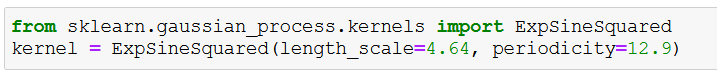 from sklearn.gaussian_process.kernels import ExpSineSquared
kernel = ExpSineSquared(length_scale=4.64, periodicity=12.9)